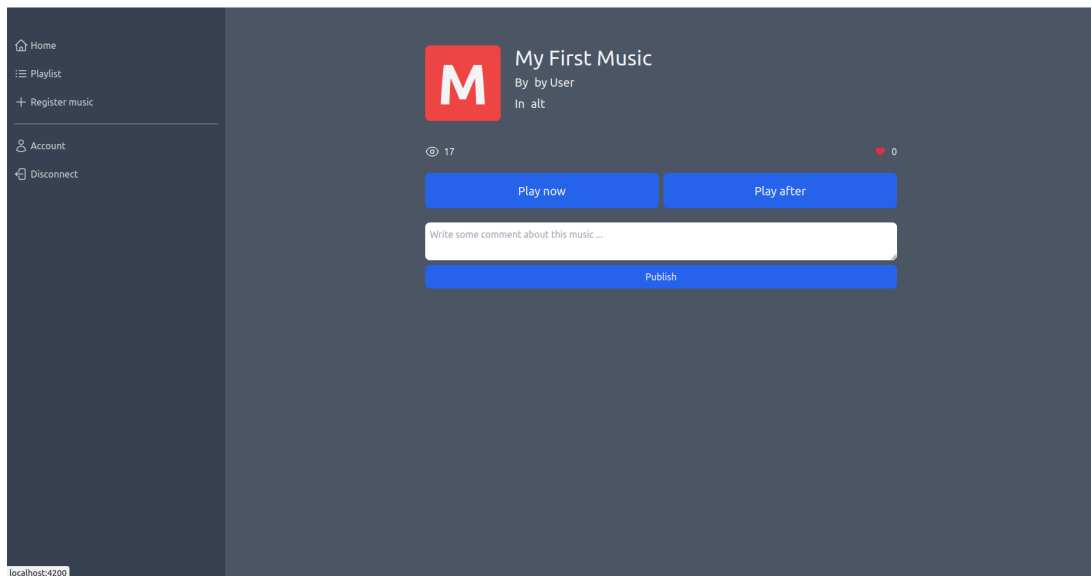 Home
Playlist
Register music
Account
Disconnect
M
My First Music
By by User
In alt
17
0
Play now
Play after
Write some comment about this music ...
Publish
localhost:4200